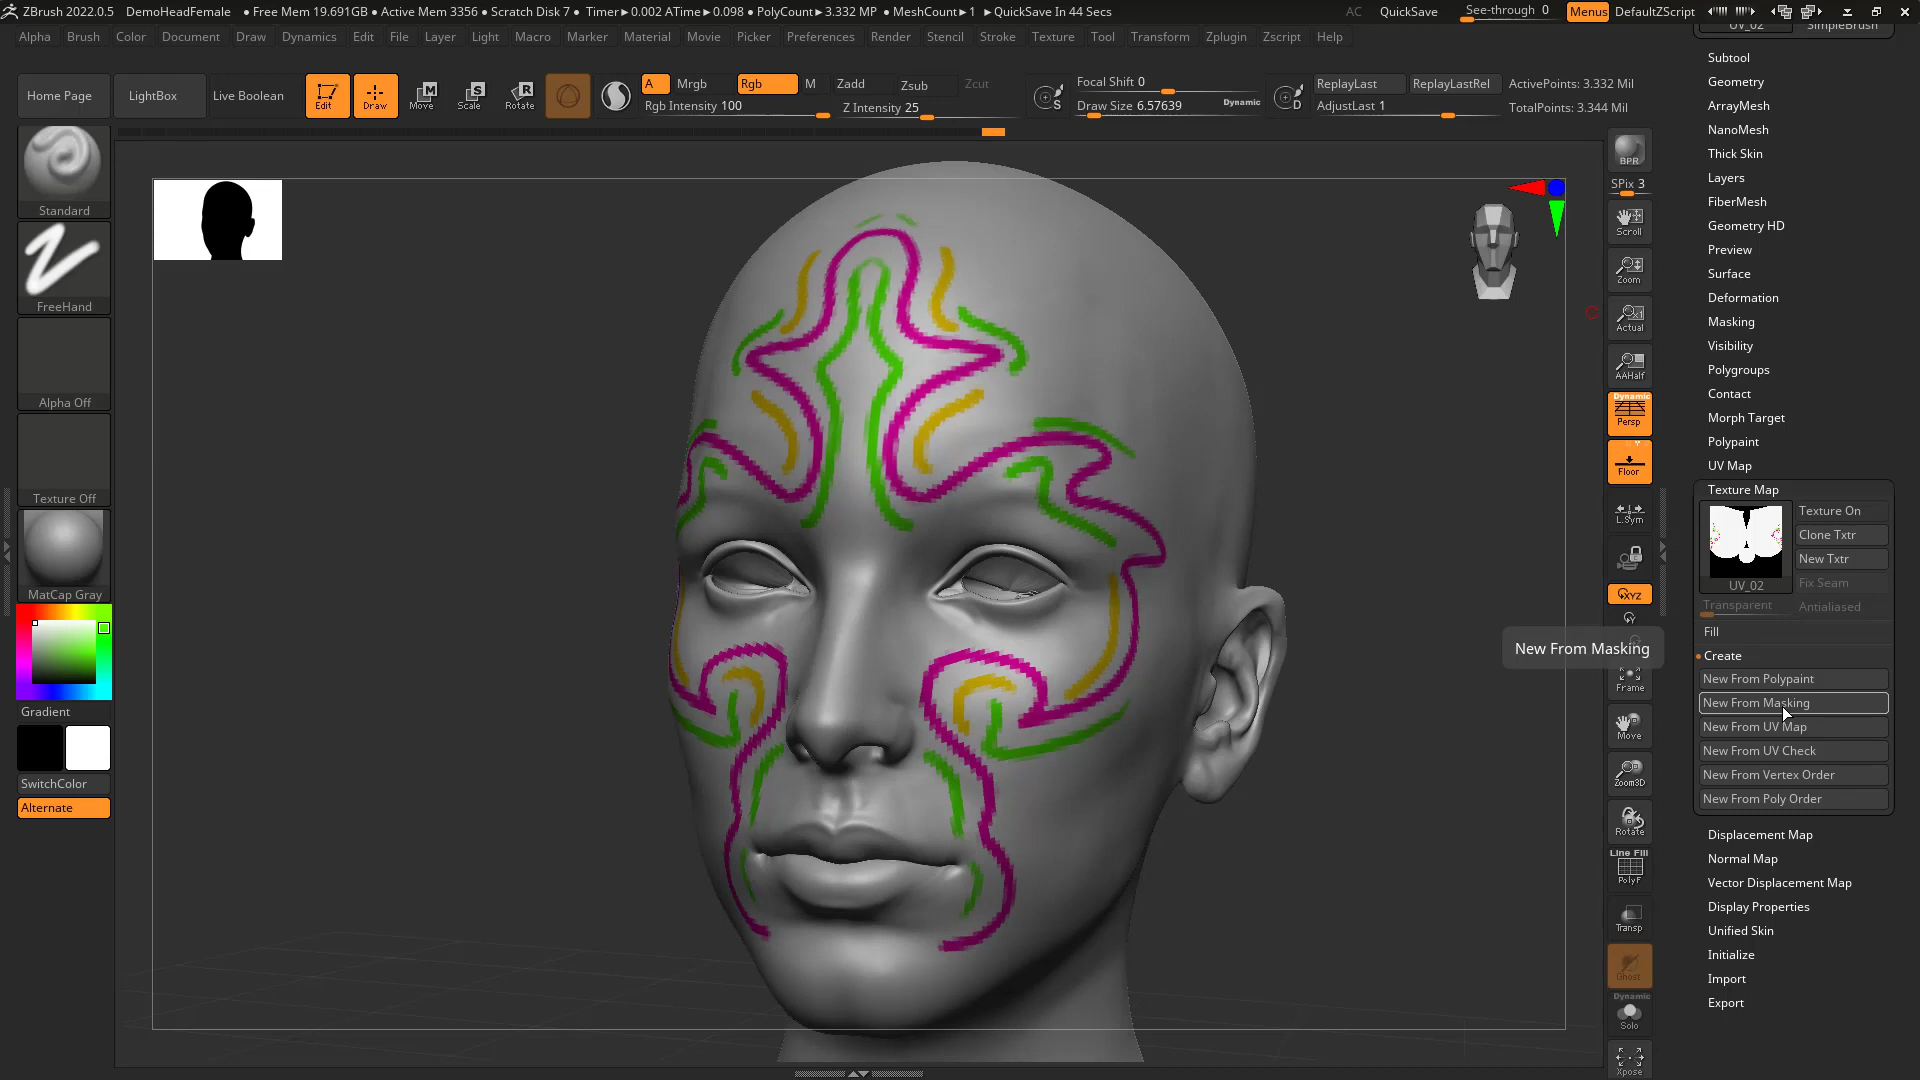 ZBrush 2022.0.5 DemoHeadFemale ● Free Mem 19.691GB ● Active Mem 3356 ● Scratch Disk 7 ● Timer►0.002 ATime►0.098 ● PolyCount►3.332 MP ● MeshCount►1 ►QuickSave In 44 Secs AC QuickSave See-through 0 Menus DefaultZScript
Alpha Brush Color Document Draw Dynamics Edit File Layer Light Macro Marker Material Movie Picker Preferences Render Stencil Stroke Texture Tool Transform Zplugin Zscript Help
Home Page LightBox Live Boolean
Edit Draw Move Scale Rotate
A Mrgb Rgb M Zadd Zsub Zcut
Rgb Intensity 100 Z Intensity 25
Focal Shift 0
Draw Size 6.57639 Dynamic
S D
ReplayLast ReplayLastRel
AdjustLast 1
ActivePoints: 3.332 Mil
TotalPoints: 3.344 Mil
Standard
FreeHand
Alpha Off
Texture Off
MatCap Gray
Gradient
SwitchColor
Alternate
BPR
SPix 3
Scroll
Zoom
Actual
AAHalf
Dynamic
Persp
Floor
L.Sym
XYZ
Frame
Move
Zoom3D
Rotate
Line Fill
PolyF
Transp
Ghost
Dynamic
Solo
Xpose
New From Masking
UV_02 SimpleBrush
Subtool
Geometry
ArrayMesh
NanoMesh
Thick Skin
Layers
FiberMesh
Geometry HD
Preview
Surface
Deformation
Masking
Visibility
Polygroups
Contact
Morph Target
Polypaint
UV Map
Texture Map
Texture On
Clone Txtr
New Txtr
UV_02 Fix Seam
Transparent Antialiased
Fill
Create
New From Polypaint
New From Masking
New From UV Map
New From UV Check
New From Vertex Order
New From Poly Order
Displacement Map
Normal Map
Vector Displacement Map
Display Properties
Unified Skin
Initialize
Import
Export